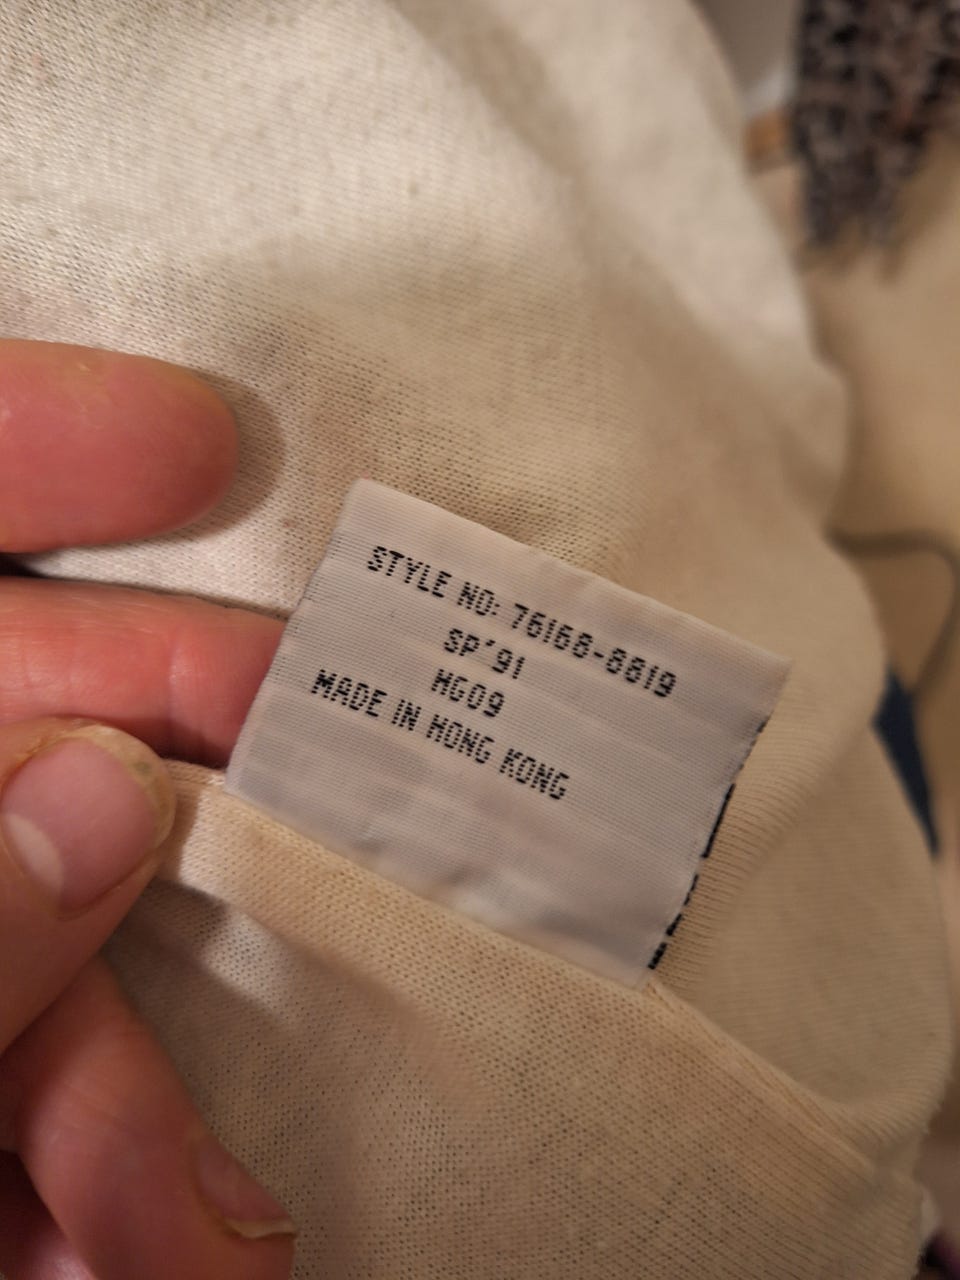 STYLE NO: 76168-8819
SP'91
HG09
MADE IN HONG KONG